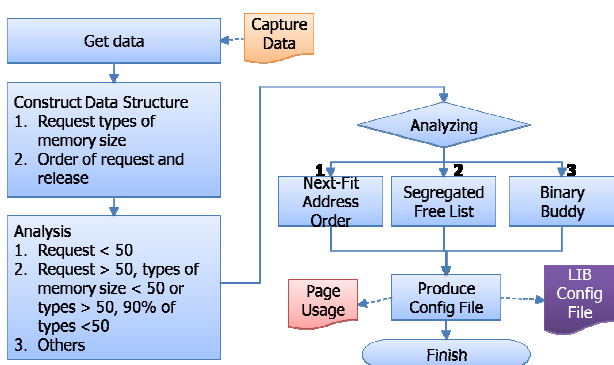 Get data
Capture
Data
Construct Data Structure
1. Request types of
memory size
2. Order of request and
release
Analysis
1. Request < 50
2. Request > 50, types of
memory size < 50 or
types > 50, 90% of
types <50
3. Others
Analyzing
1
Next-Fit
Address
Order
2
Segregated
Free List
3
Binary
Buddy
Page
Usage
Produce
Config File
LIB
Config
File
Finish